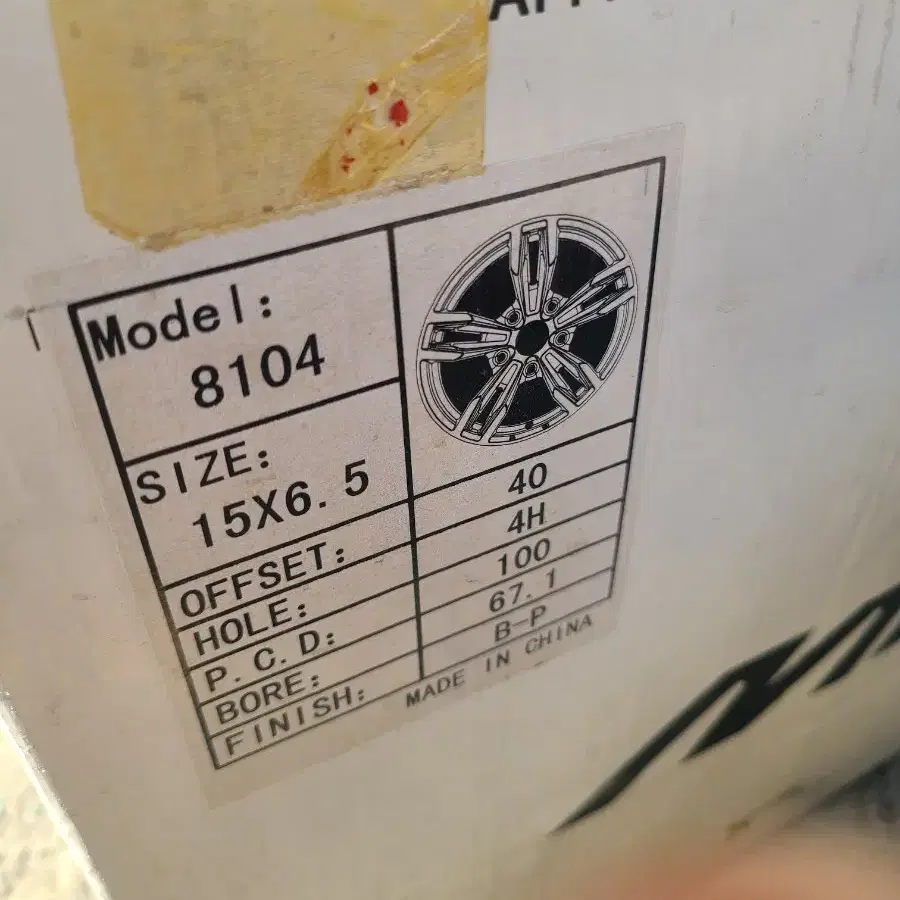 Model:
8104
SIZE:
15X6.5
OFFSET: 40
HOLE: 4H
P.C.D: 100
BORE: 67.1
FINISH: B-P
MADE IN CHINA